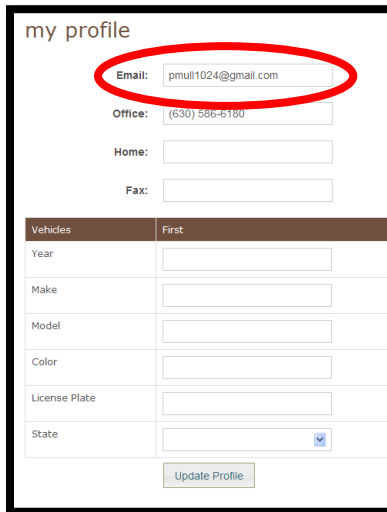 my profile
Email: pmull1024@gmail.com
Office: (630) 586-6180
Home:
Fax:
Vehicles First
Year
Make
Model
Color
License Plate
State
Update Profile